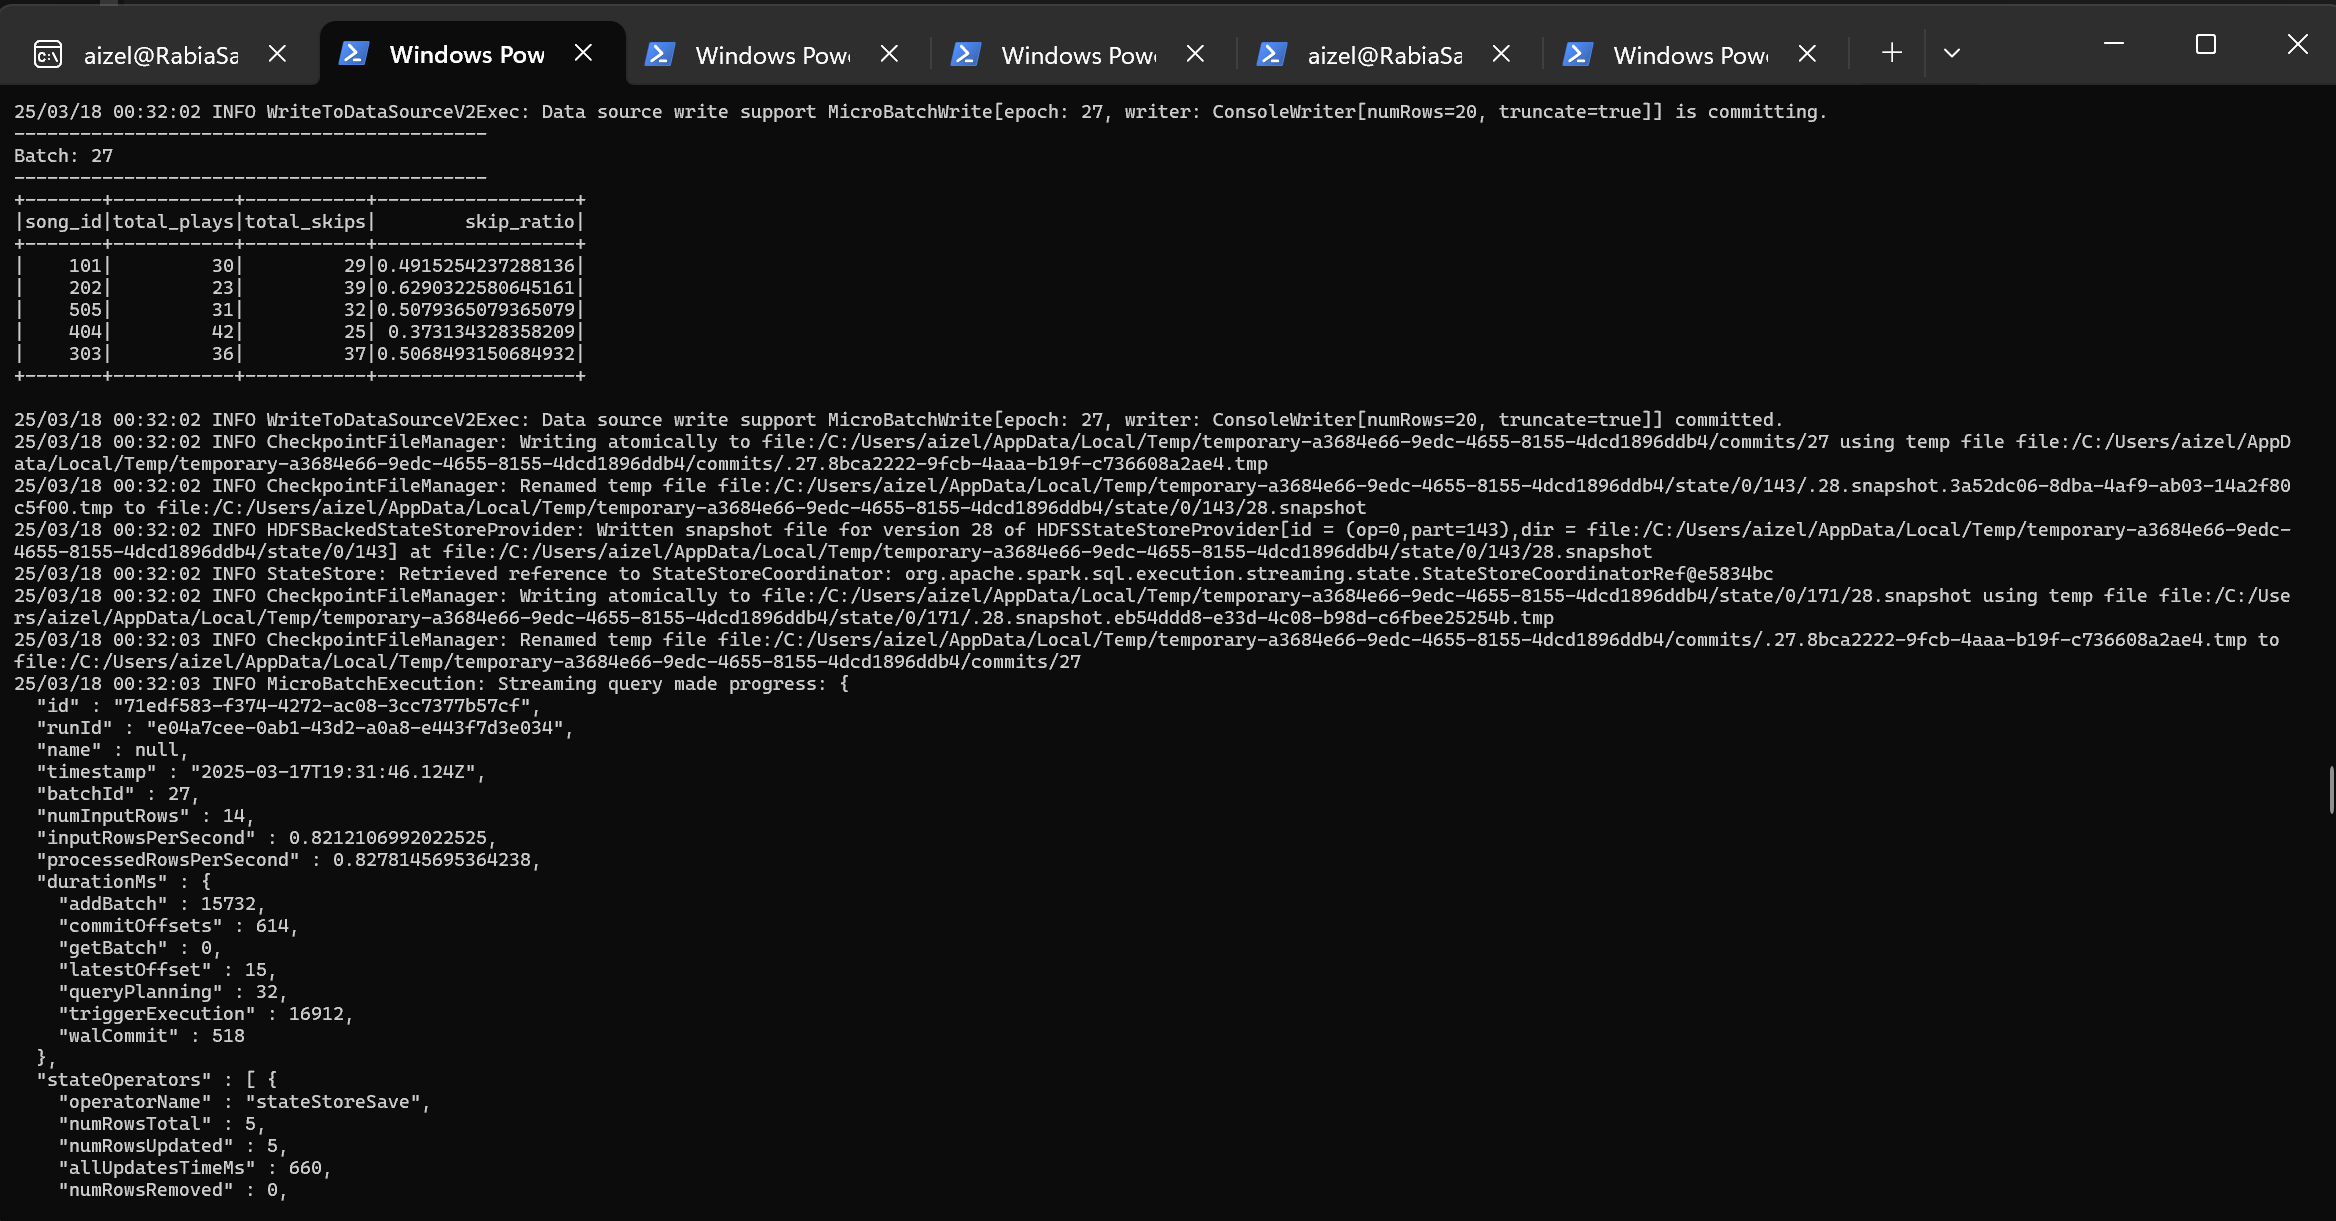 aizel@RabiaSa
Windows Pow
Windows Pow
Windows Pow
aizel@RabiaSa
Windows Pow
25/03/18 00:32:02 INFO WriteToDataSourceV2Exec: Data source write support MicroBatchWrite[epoch: 27, writer: ConsoleWriter[numRows=20, truncate=true]] is committing.
-------------------------------------------
Batch: 27
-------------------------------------------
+-------+-----------+-----------+------------------+
|song_id|total_plays|total_skips|        skip_ratio|
+-------+-----------+-----------+------------------+
|    101|         30|         29|0.4915254237288136|
|    202|         23|         39|0.6290322580645161|
|    505|         31|         32|0.5079365079365079|
|    404|         42|         25| 0.373134328358209|
|    303|         36|         37|0.5068493150684932|
+-------+-----------+-----------+------------------+
25/03/18 00:32:02 INFO WriteToDataSourceV2Exec: Data source write support MicroBatchWrite[epoch: 27, writer: ConsoleWriter[numRows=20, truncate=true]] committed.
25/03/18 00:32:02 INFO CheckpointFileManager: Writing atomically to file:/C:/Users/aizel/AppData/Local/Temp/temporary-a3684e66-9edc-4655-8155-4dcd1896ddb4/commits/27 using temp file file:/C:/Users/aizel/AppD
ata/Local/Temp/temporary-a3684e66-9edc-4655-8155-4dcd1896ddb4/commits/.27.8bca2222-9fcb-4aaa-b19f-c736608a2ae4.tmp
25/03/18 00:32:02 INFO CheckpointFileManager: Renamed temp file file:/C:/Users/aizel/AppData/Local/Temp/temporary-a3684e66-9edc-4655-8155-4dcd1896ddb4/state/0/143/.28.snapshot.3a52dc06-8dba-4af9-ab03-14a2f80
c5f00.tmp to file:/C:/Users/aizel/AppData/Local/Temp/temporary-a3684e66-9edc-4655-8155-4dcd1896ddb4/state/0/143/28.snapshot
25/03/18 00:32:02 INFO HDFSBackedStateStoreProvider: Written snapshot file for version 28 of HDFSStateStoreProvider[id = (op=0,part=143),dir = file:/C:/Users/aizel/AppData/Local/Temp/temporary-a3684e66-9edc-
4655-8155-4dcd1896ddb4/state/0/143] at file:/C:/Users/aizel/AppData/Local/Temp/temporary-a3684e66-9edc-4655-8155-4dcd1896ddb4/state/0/143/28.snapshot
25/03/18 00:32:02 INFO StateStore: Retrieved reference to StateStoreCoordinator: org.apache.spark.sql.execution.streaming.state.StateStoreCoordinatorRef@e5834bc
25/03/18 00:32:02 INFO CheckpointFileManager: Writing atomically to file:/C:/Users/aizel/AppData/Local/Temp/temporary-a3684e66-9edc-4655-8155-4dcd1896ddb4/state/0/171/28.snapshot using temp file file:/C:/Use
rs/aizel/AppData/Local/Temp/temporary-a3684e66-9edc-4655-8155-4dcd1896ddb4/state/0/171/.28.snapshot.eb54ddd8-e33d-4c08-b98d-c6fbee25254b.tmp
25/03/18 00:32:03 INFO CheckpointFileManager: Renamed temp file file:/C:/Users/aizel/AppData/Local/Temp/temporary-a3684e66-9edc-4655-8155-4dcd1896ddb4/commits/.27.8bca2222-9fcb-4aaa-b19f-c736608a2ae4.tmp to
file:/C:/Users/aizel/AppData/Local/Temp/temporary-a3684e66-9edc-4655-8155-4dcd1896ddb4/commits/27
25/03/18 00:32:03 INFO MicroBatchExecution: Streaming query made progress: {
  "id" : "71edf583-f374-4272-ac08-3cc7377b57cf",
  "runId" : "e04a7cee-0ab1-43d2-a0a8-e443f7d3e034",
  "name" : null,
  "timestamp" : "2025-03-17T19:31:46.124Z",
  "batchId" : 27,
  "numInputRows" : 14,
  "inputRowsPerSecond" : 0.8212106992022525,
  "processedRowsPerSecond" : 0.8278145695364238,
  "durationMs" : {
    "addBatch" : 15732,
    "commitOffsets" : 614,
    "getBatch" : 0,
    "latestOffset" : 15,
    "queryPlanning" : 32,
    "triggerExecution" : 16912,
    "walCommit" : 518
  },
  "stateOperators" : [ {
    "operatorName" : "stateStoreSave",
    "numRowsTotal" : 5,
    "numRowsUpdated" : 5,
    "allUpdatesTimeMs" : 660,
    "numRowsRemoved" : 0,